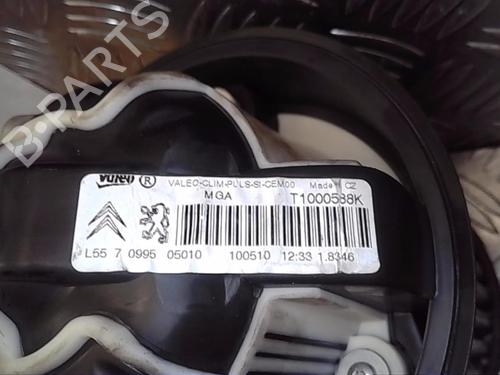 B-PARTS
Valeo ® VALEO-CLIM-PULS-SI-CEM00 Made in CZ
MGA T1000588K
L55 7 0995 05010 100510 12:33 1.8346